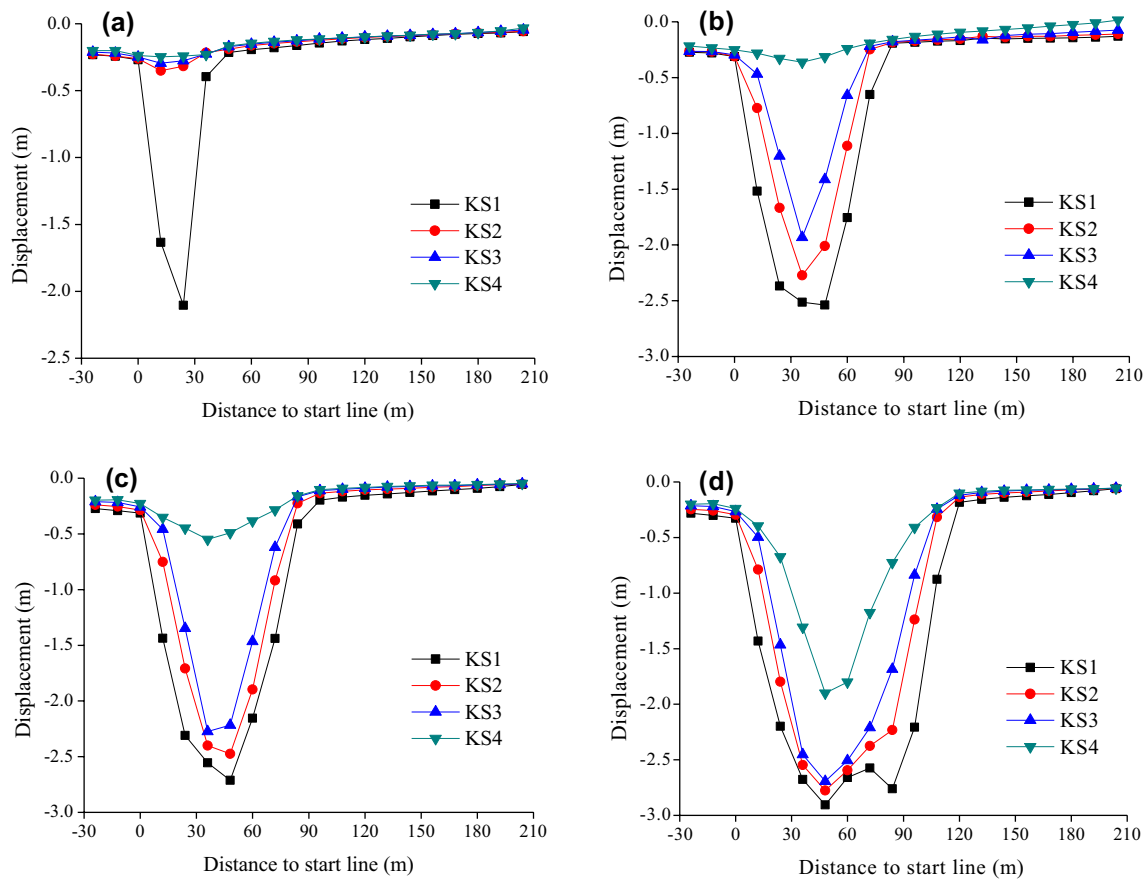 (a)
0.0
-0.5
-1.0
-1.5
-2.0
-2.5
Displacement (m)
KS1
KS2
KS3
KS4
-30 0 30 60 90 120 150 180 210
Distance to start line (m)
(b)
0.0
-0.5
-1.0
-1.5
-2.0
-2.5
-3.0
Displacement (m)
KS1
KS2
KS3
KS4
-30 0 30 60 90 120 150 180 210
Distance to start line (m)
(c)
0.0
-0.5
-1.0
-1.5
-2.0
-2.5
-3.0
Displacement (m)
KS1
KS2
KS3
KS4
-30 0 30 60 90 120 150 180 210
Distance to start line (m)
(d)
0.0
-0.5
-1.0
-1.5
-2.0
-2.5
-3.0
Displacement (m)
KS1
KS2
KS3
KS4
-30 0 30 60 90 120 150 180 210
Distance to start line (m)